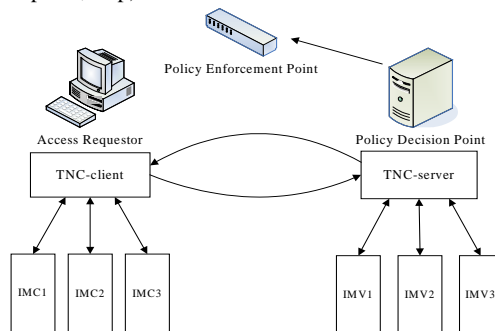 Policy Enforcement Point
Access Requestor
Policy Decision Point
TNC-client
TNC-server
IMC1
IMC2
IMC3
IMV1
IMV2
IMV3